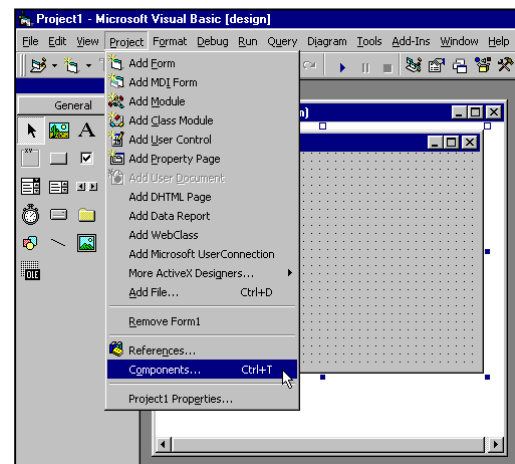 Project1 - Microsoft Visual Basic [design]
File Edit View Project Format Debug Run Query Diagram Tools Add-Ins Window Help
Add Form
Add MDI Form
General
Add Module
Add Class Module
Add User Control
Add Property Page
Add User Document
Add DHTML Page
Add Data Report
Add WebClass
Add Microsoft UserConnection
More ActiveX Designers...
Add File... Ctrl+D
Remove Form1
References...
Components... Ctrl+T
Project1 Properties...
A
XY
OLE